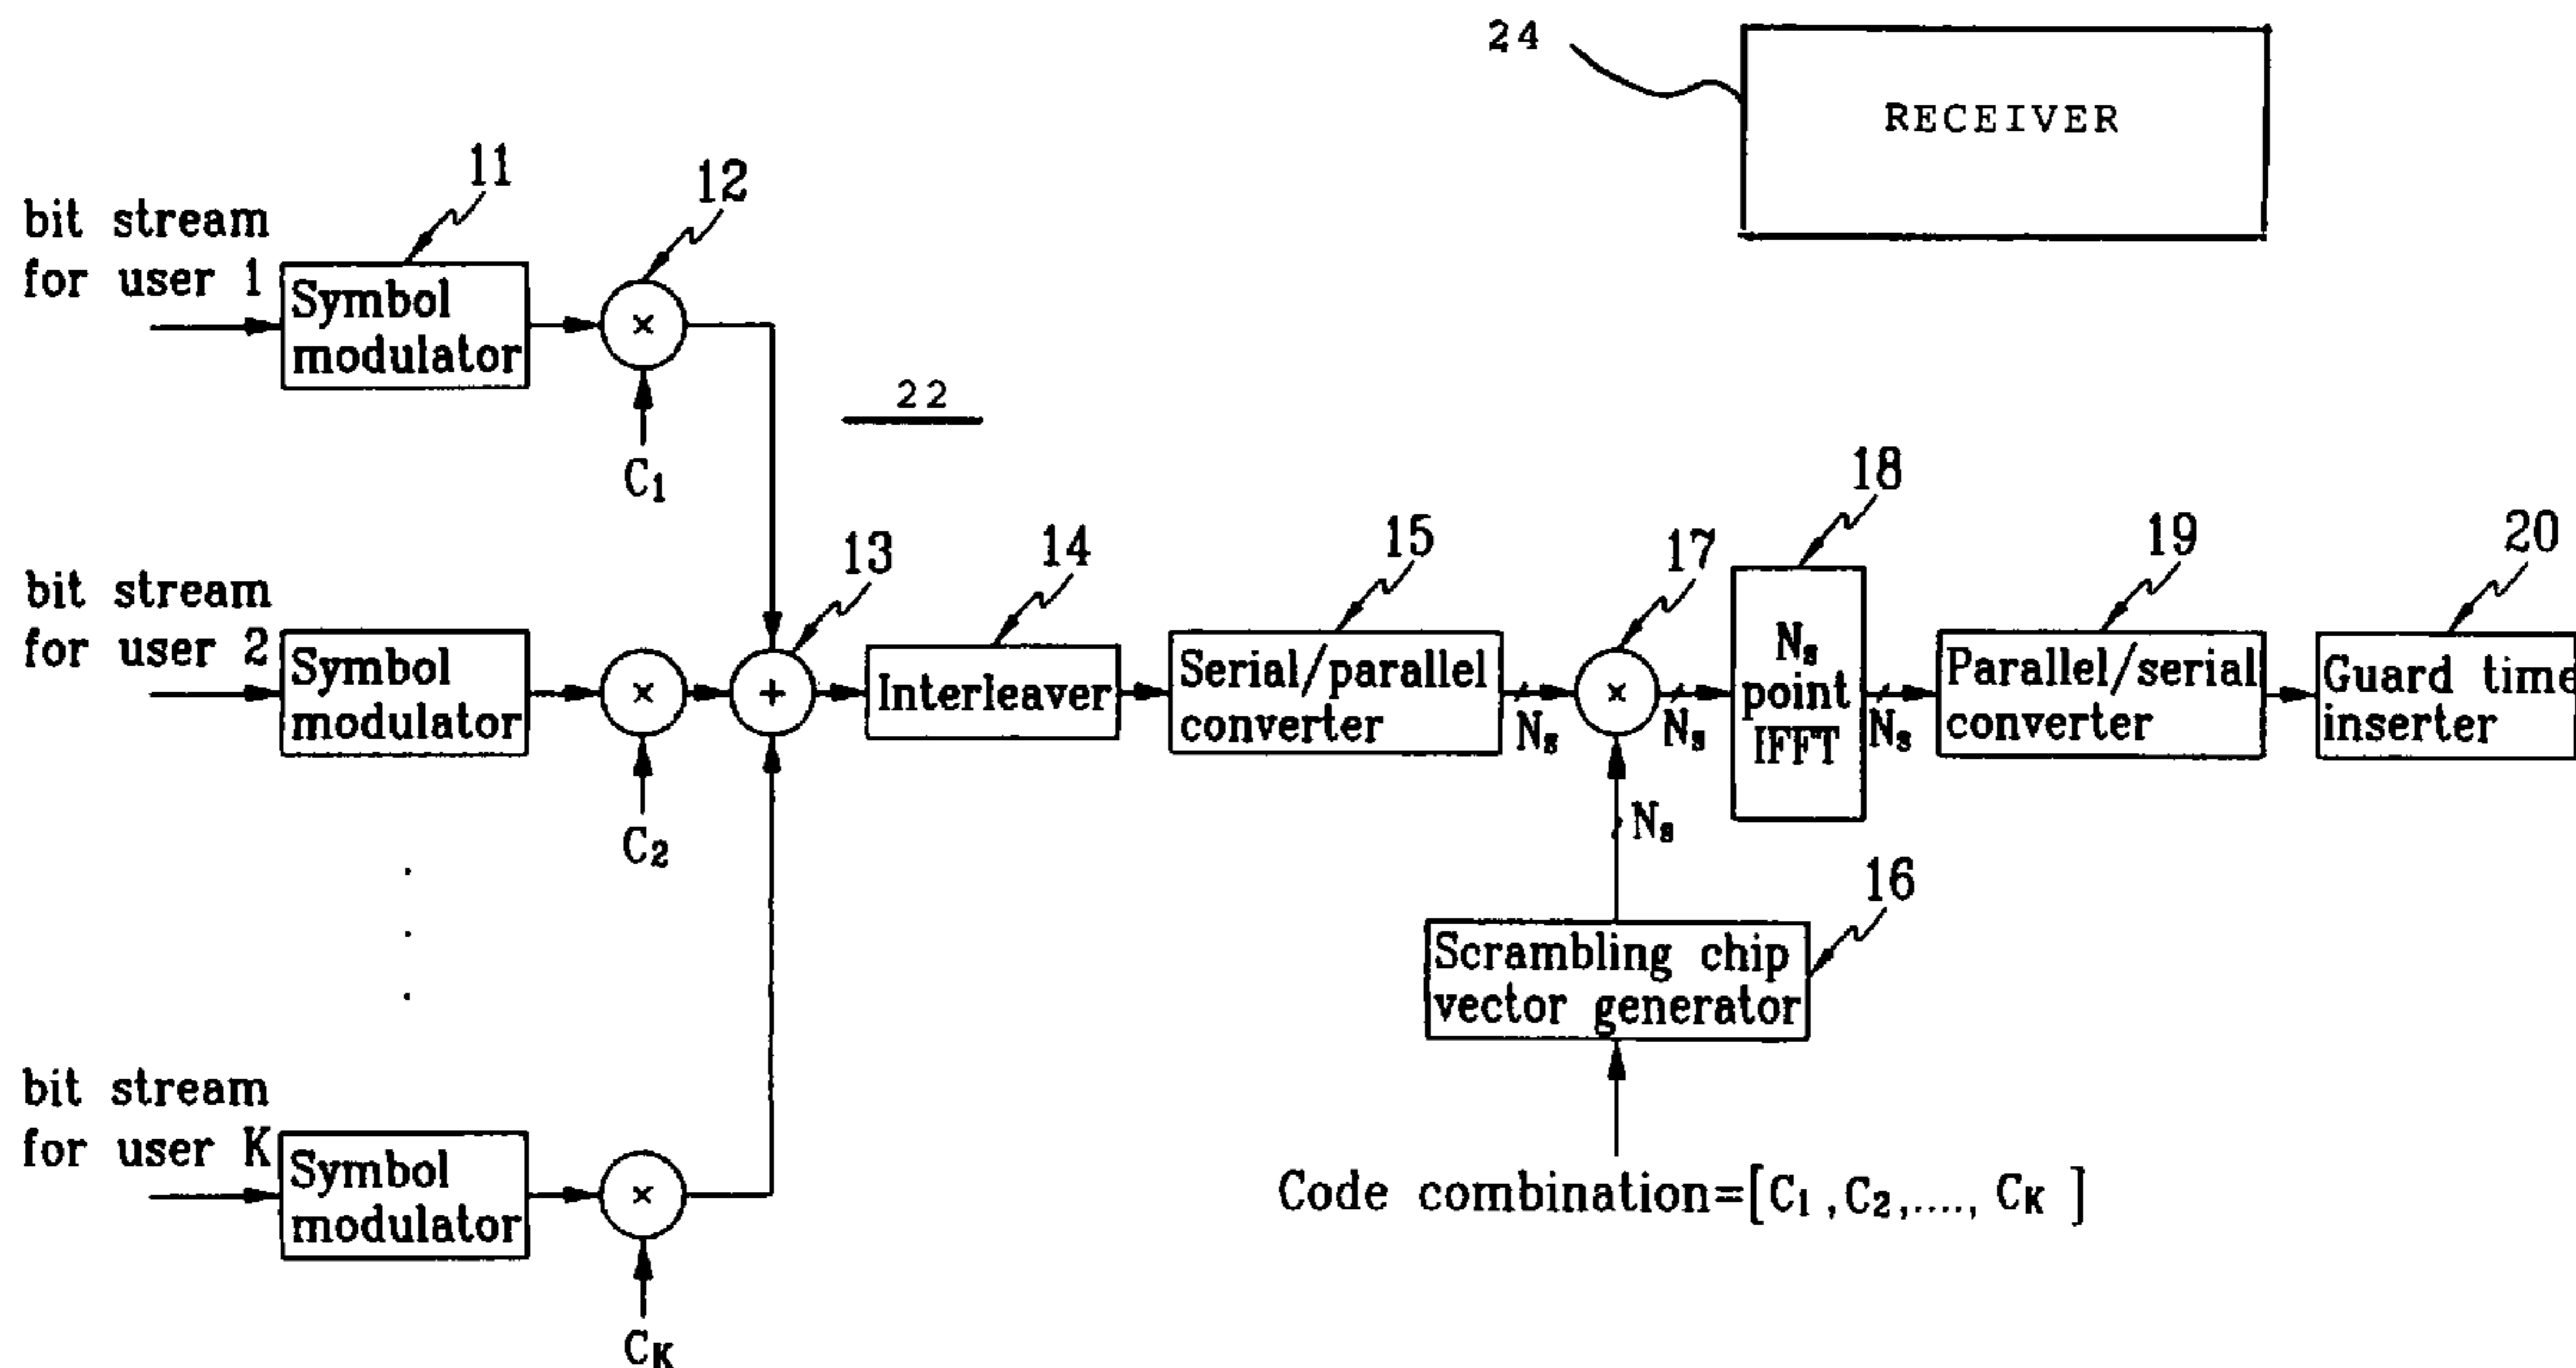 24
RECEIVER
11
12
bit stream
for user 1
Symbol
modulator
×
C₁
22
18
13
14
15
17
19
20
bit stream
for user 2
Symbol
modulator
×
+
Interleaver
Serial/parallel
converter
Nₛ
×
Nₛ
Nₛ
point
IFFT
Nₛ
Parallel/serial
converter
Guard time
inserter
C₂
Nₛ
16
Scrambling chip
vector generator
Code combination=[C₁,C₂,...., C_K ]
bit stream
for user K
Symbol
modulator
×
C_K